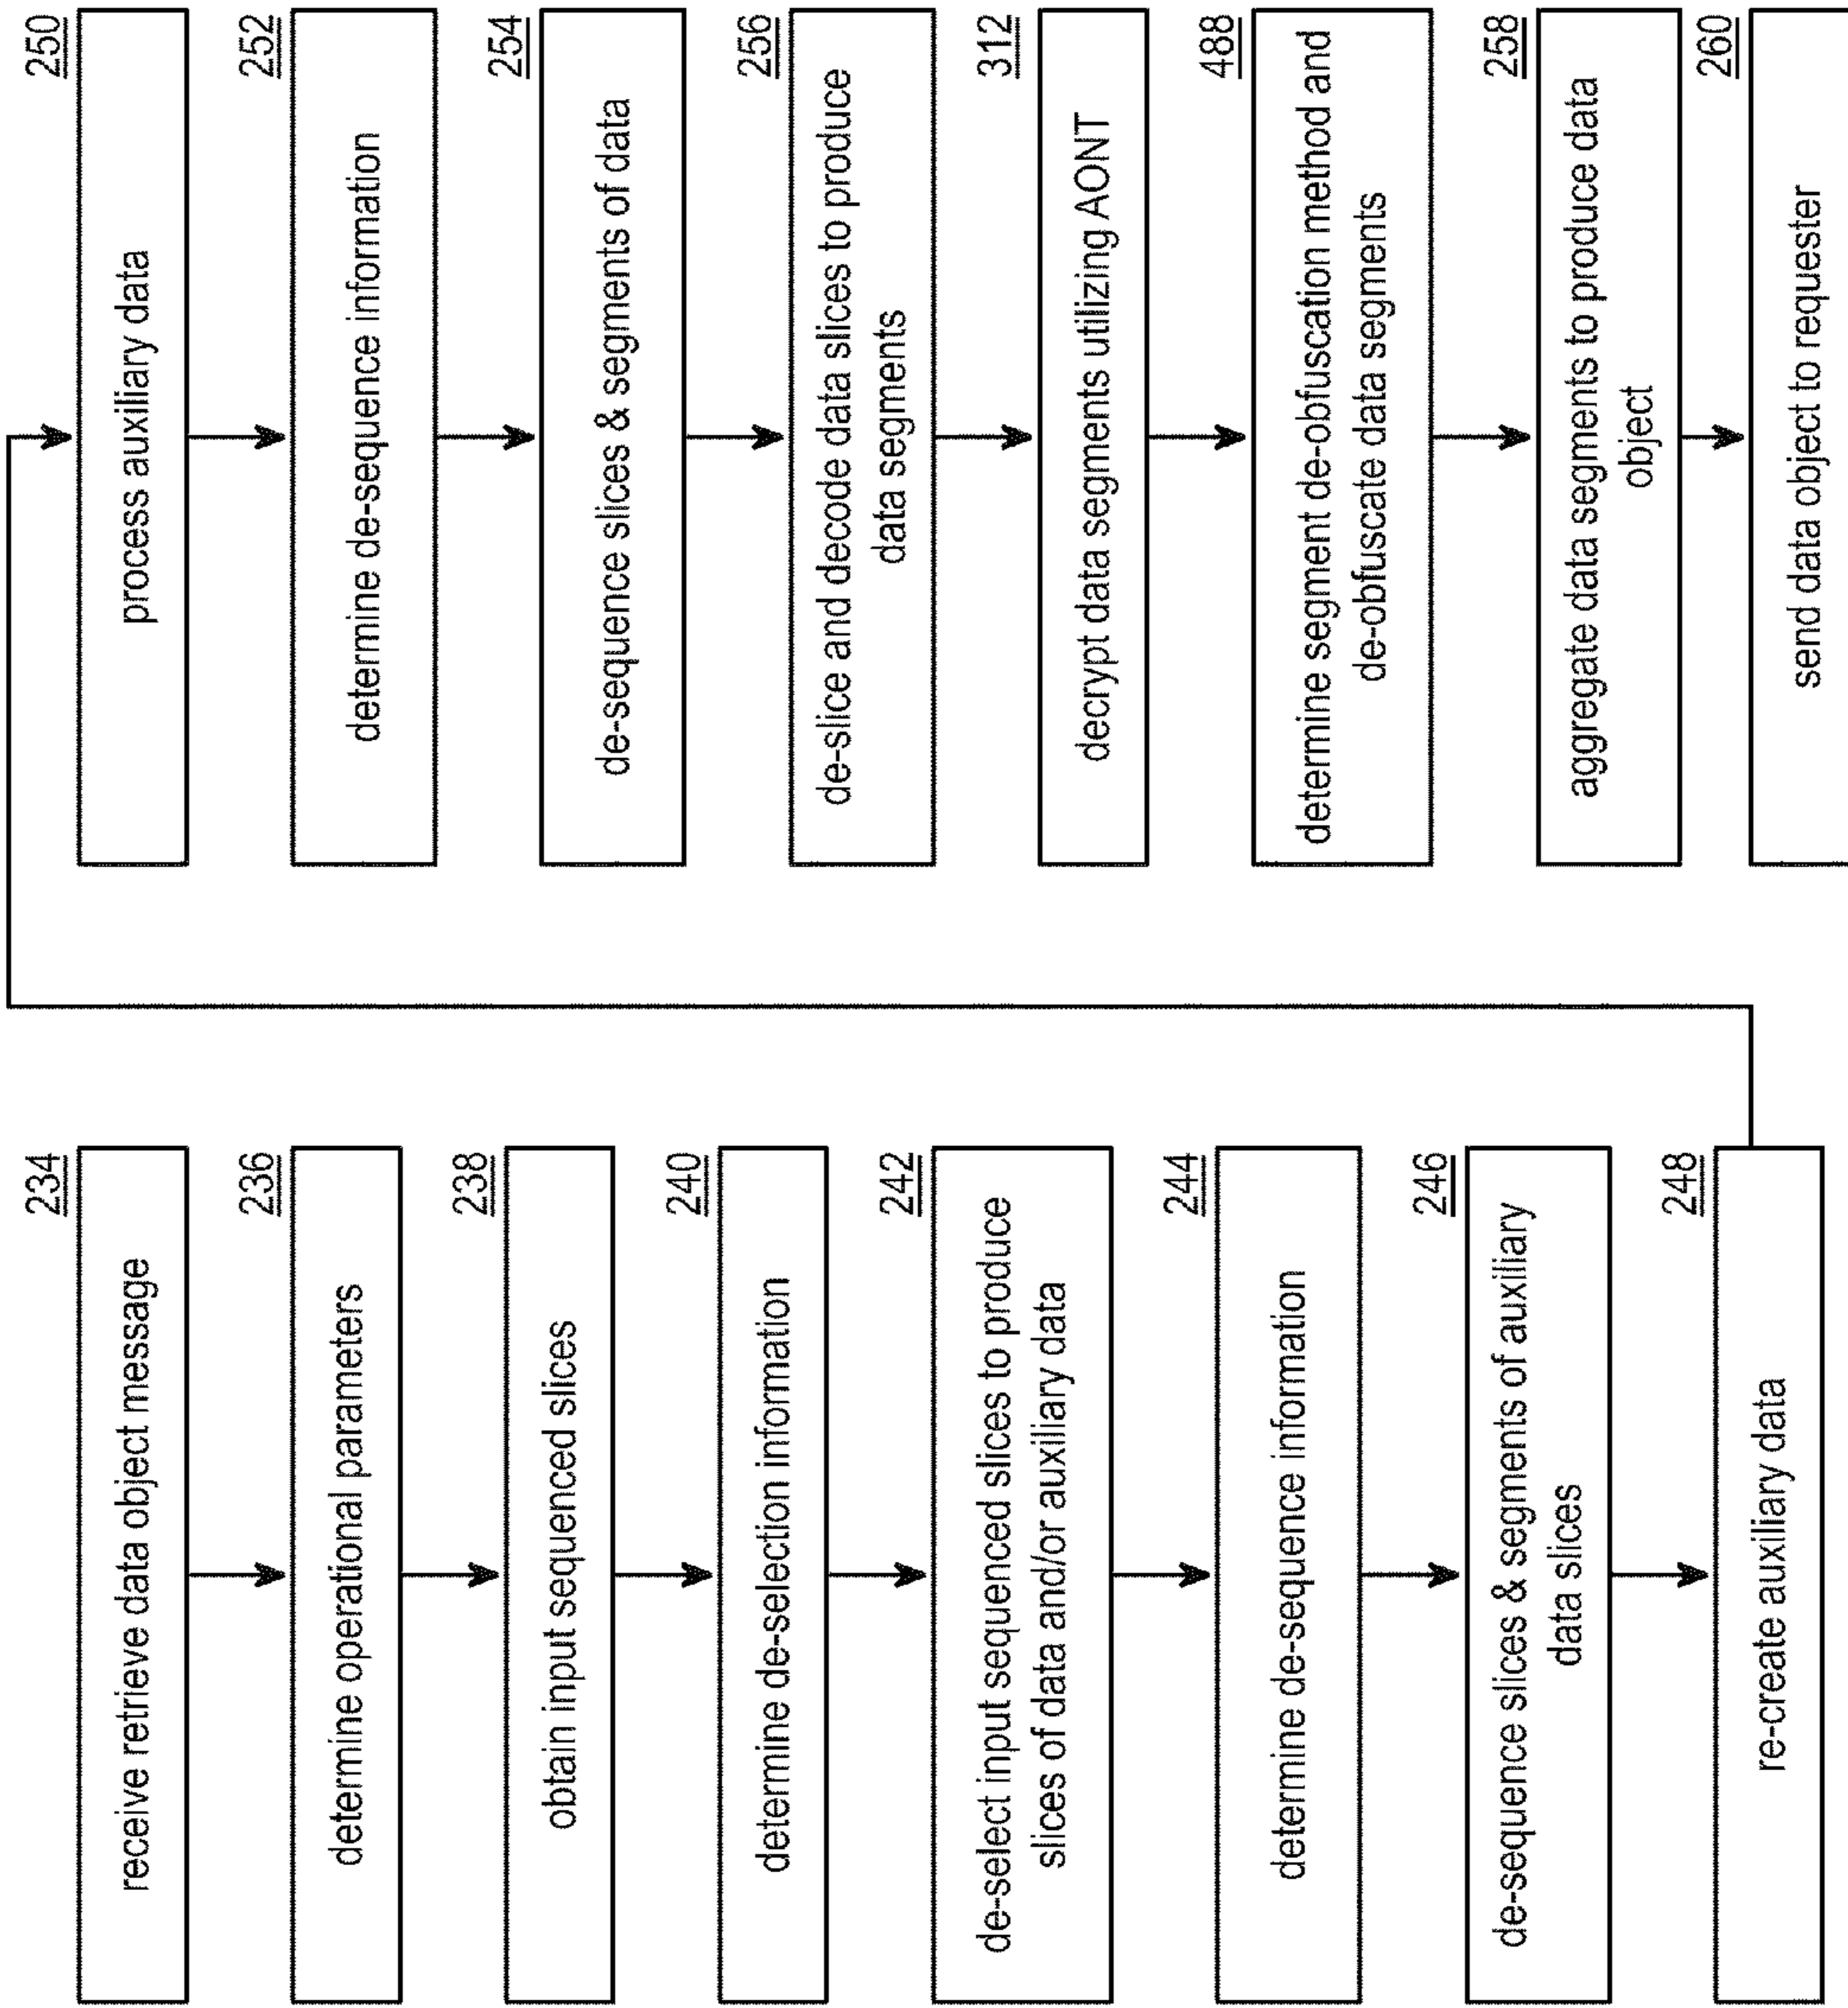 234
receive retrieve data object message
236
determine operational parameters
238
obtain input sequenced slices
240
determine de-selection information
242
de-select input sequenced slices to produce
slices of data and/or auxiliary data
244
determine de-sequence information
246
de-sequence slices & segments of auxiliary
data slices
248
re-create auxiliary data
250
process auxiliary data
252
determine de-sequence information
254
de-sequence slices & segments of data
256
de-slice and decode data slices to produce
data segments
312
decrypt data segments utilizing AONT
488
determine segment de-obfuscation method and
de-obfuscate data segments
258
aggregate data segments to produce data
object
260
send data object to requester